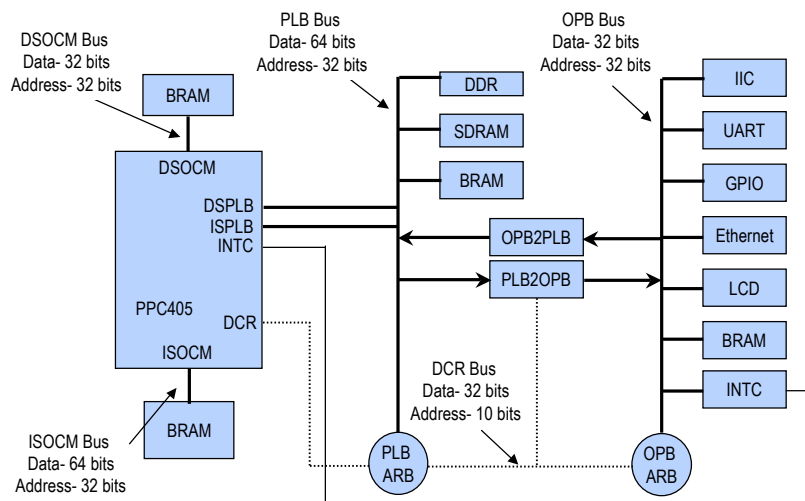 DSOCM Bus
Data- 32 bits
Address- 32 bits
PLB Bus
Data- 64 bits
Address- 32 bits
OPB Bus
Data- 32 bits
Address- 32 bits
BRAM
DSOCM
DSPLB
ISPLB
INTC
PPC405
DCR
ISOCM
BRAM
ISOCM Bus
Data- 64 bits
Address- 32 bits
DDR
SDRAM
BRAM
OPB2PLB
PLB2OPB
DCR Bus
Data- 32 bits
Address- 10 bits
PLB
ARB
OPB
ARB
IIC
UART
GPIO
Ethernet
LCD
BRAM
INTC